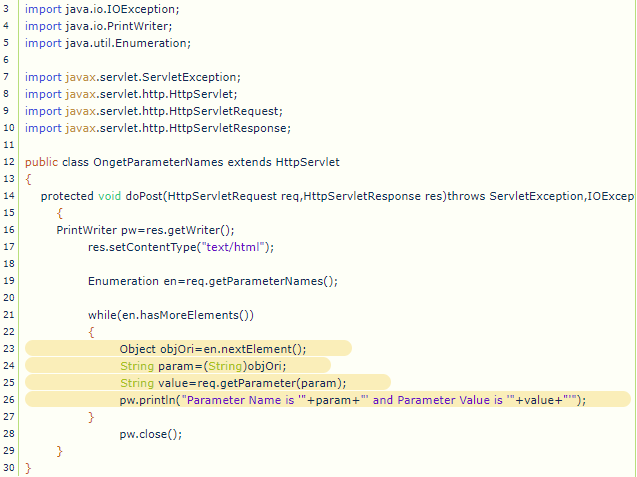 3 import java.io.IOException;
4 import java.io.PrintWriter;
5 import java.util.Enumeration;
6
7 import javax.servlet.ServletException;
8 import javax.servlet.http.HttpServlet;
9 import javax.servlet.http.HttpServletRequest;
10 import javax.servlet.http.HttpServletResponse;
11
12 public class OngetParameterNames extends HttpServlet
13 {
14 protected void doPost(HttpServletRequest req,HttpServletResponse res)throws ServletException,IOExcep
15 {
16 PrintWriter pw=res.getWriter();
17 res.setContentType("text/html");
18
19 Enumeration en=req.getParameterNames();
20
21 while(en.hasMoreElements())
22 {
23 Object objOri=en.nextElement();
24 String param=(String)objOri;
25 String value=req.getParameter(param);
26 pw.println("Parameter Name is '"+param+"' and Parameter Value is '"+value+"'");
27 }
28 pw.close();
29 }
30 }